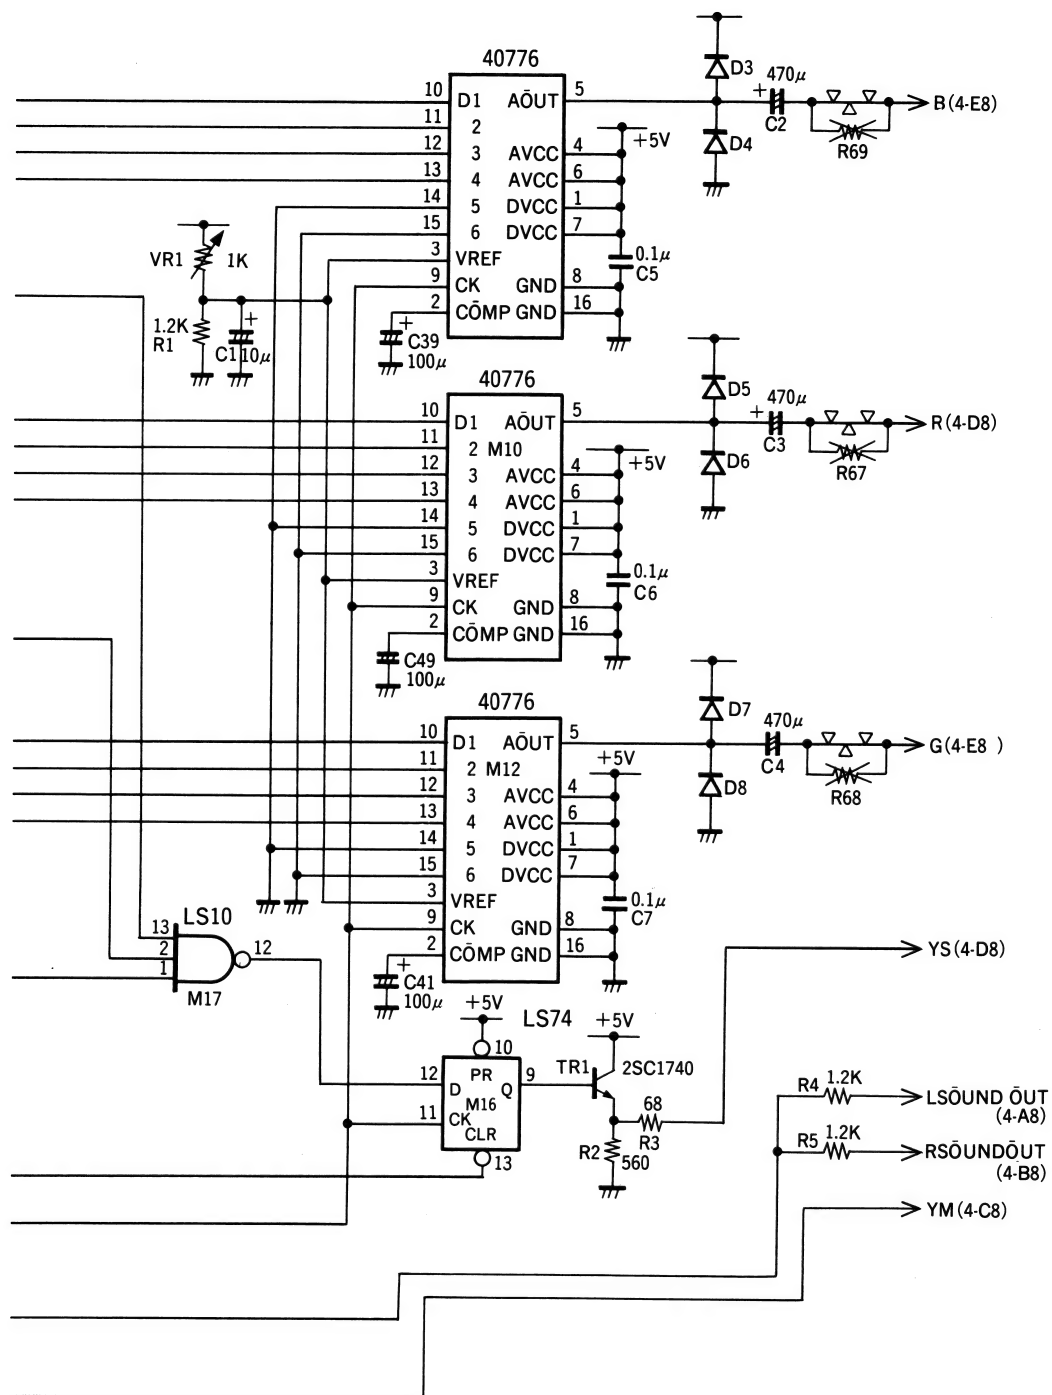 40776
10 D1 AŌUT 5
11 2
12 3 AVCC 4
13 4 AVCC 6
14 5 DVCC 1
15 6 DVCC 7
3 VREF
9 CK GND 8
2 CŌMP GND 16
+5V
0.1μ
C5
D3
D4
+ 470μ
C2
R69
B(4-E8)
VR1 1K
1.2K
R1
+
C1 10μ
+
C39
100μ
40776
10 D1 AŌUT 5
11 2 M10
12 3 AVCC 4
13 4 AVCC 6
14 5 DVCC 1
15 6 DVCC 7
3 VREF
9 CK GND 8
2 CŌMP GND 16
+5V
0.1μ
C6
D5
D6
+ 470μ
C3
R67
R(4-D8)
C49
100μ
40776
10 D1 AŌUT 5
11 2 M12
12 3 AVCC 4
13 4 AVCC 6
14 5 DVCC 1
15 6 DVCC 7
3 VREF
9 CK GND 8
2 CŌMP GND 16
+5V
0.1μ
C7
D7
D8
470μ
C4
R68
G(4-E8 )
+
C41
100μ
LS10
13
2
1
12
M17
+5V
LS74
10
12 D PR Q 9
M16
11 CK
CLR
13
+5V
TR1 2SC1740
68
R3
R2 560
YS(4-D8)
R4 1.2K
LSŌUND ŌUT
(4-A8)
R5 1.2K
RSŌUNDŌUT
(4-B8)
YM(4-C8)